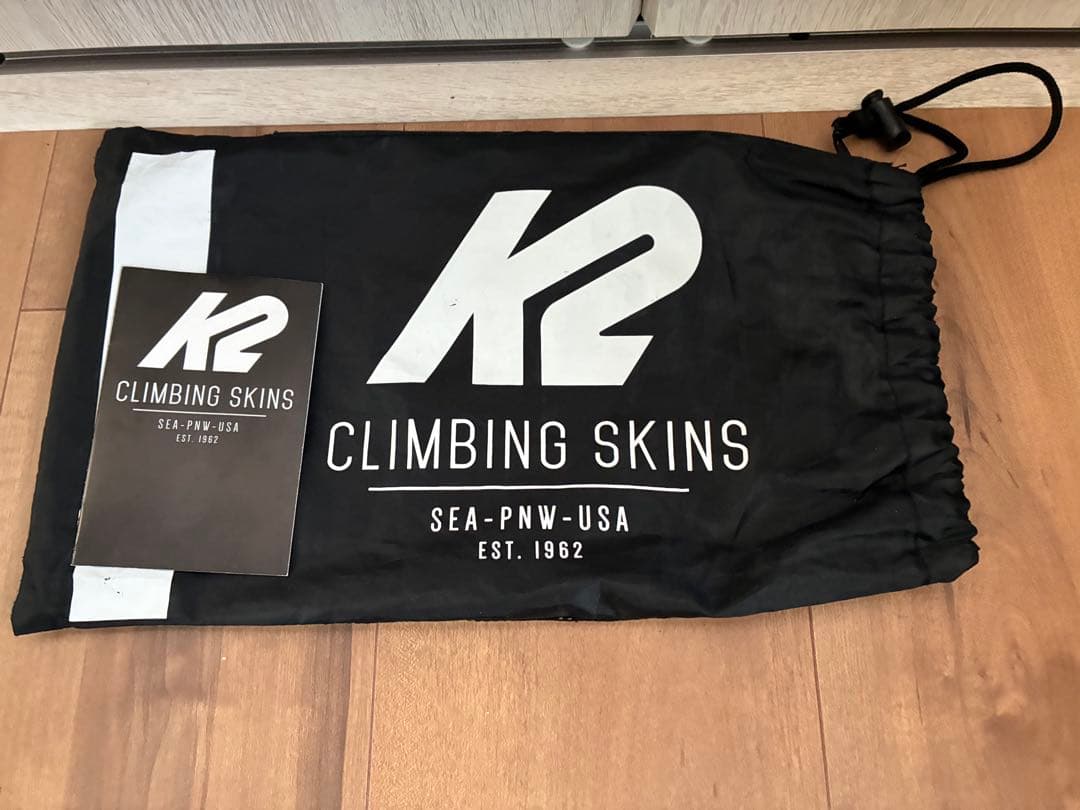 K2
CLIMBING SKINS
SEA-PNW-USA
EST. 1962
K2
CLIMBING SKINS
SEA-PNW-USA
EST. 1962